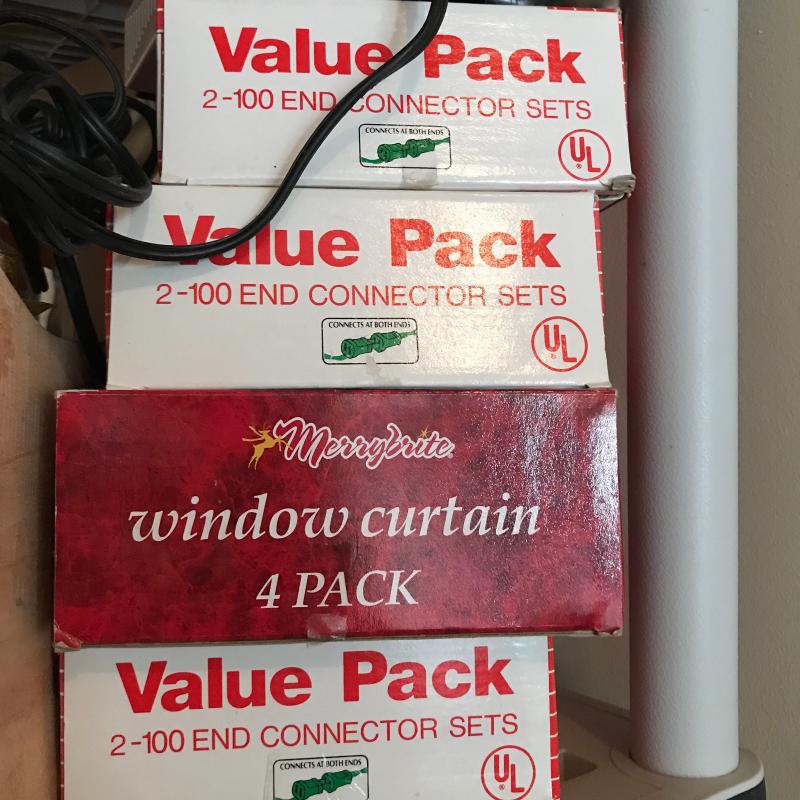 Value Pack
2-100 END CONNECTOR SETS
CONNECTS AT BOTH ENDS
UL
Value Pack
2-100 END CONNECTOR SETS
CONNECTS AT BOTH ENDS
UL
Merrybrite
window curtain
4 PACK
Value Pack
2-100 END CONNECTOR SETS
CONNECTS AT BOTH ENDS
UL